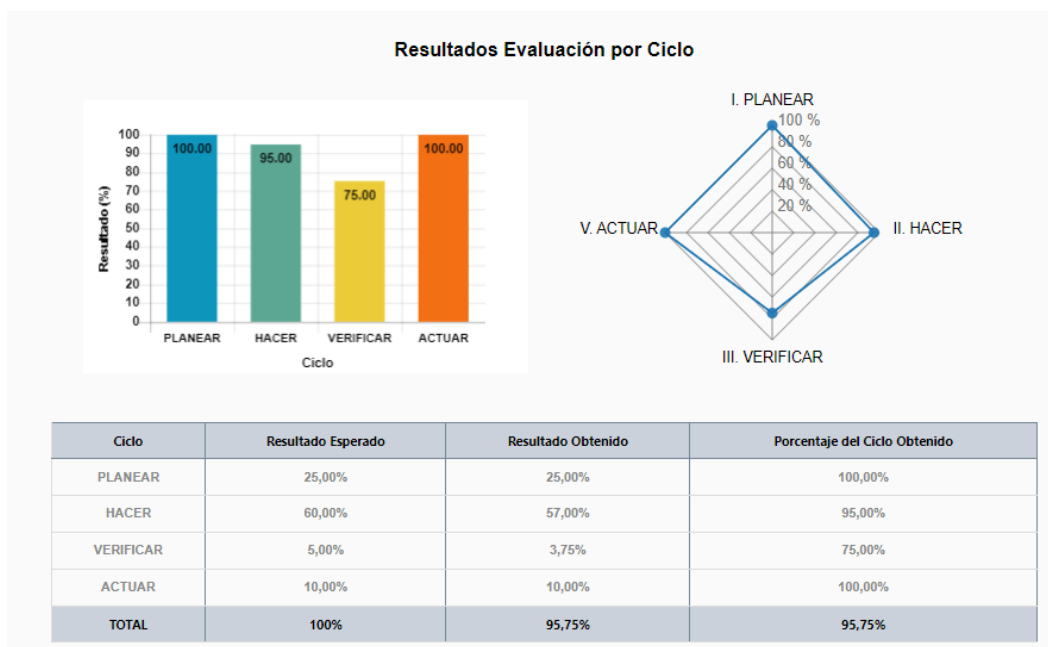 Resultados Evaluación por Ciclo
100
90
80
70
60
50
40
30
20
10
0
Resultado (%)
100.00
95.00
75.00
100.00
PLANEAR HACER VERIFICAR ACTUAR
Ciclo
I. PLANEAR
100 %
80 %
60 %
40 %
20 %
V. ACTUAR
II. HACER
III. VERIFICAR
Ciclo Resultado Esperado Resultado Obtenido Porcentaje del Ciclo Obtenido
PLANEAR 25,00% 25,00% 100,00%
HACER 60,00% 57,00% 95,00%
VERIFICAR 5,00% 3,75% 75,00%
ACTUAR 10,00% 10,00% 100,00%
TOTAL 100% 95,75% 95,75%